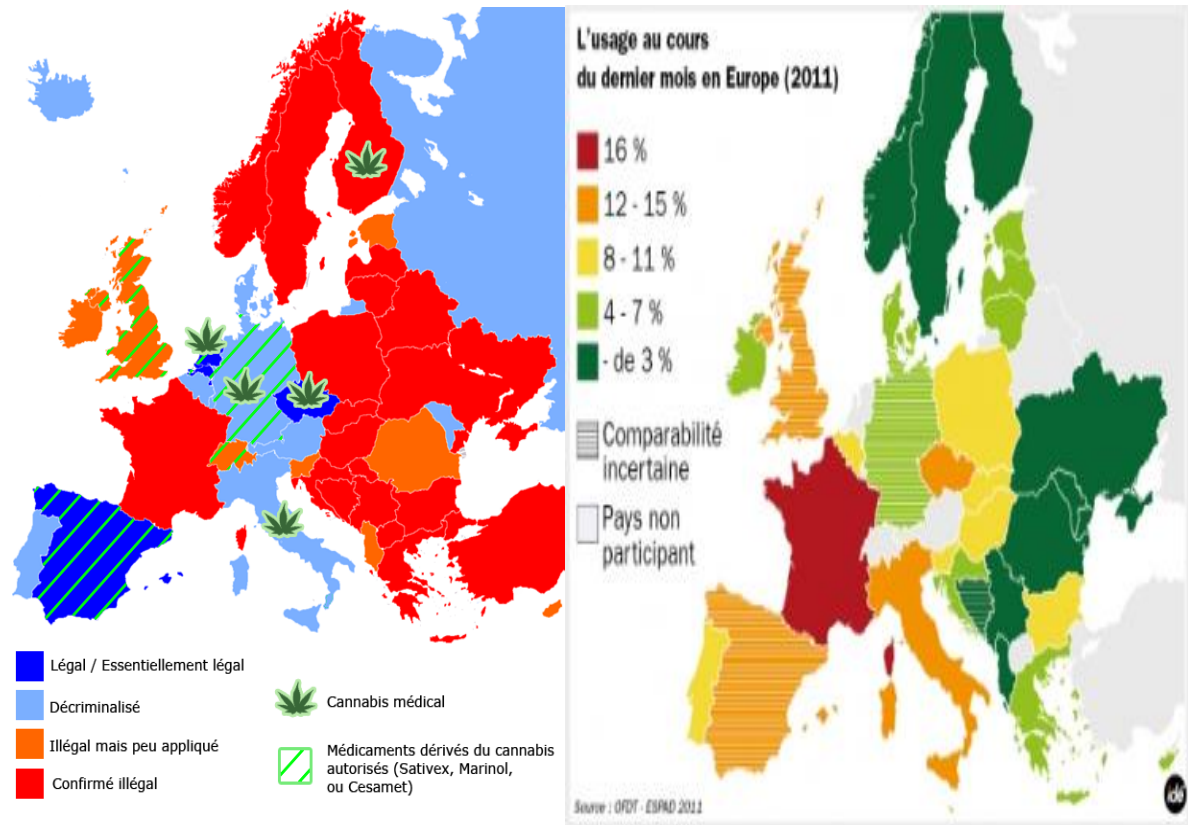 Légal / Essentiellement légal
Décriminalisé
Illégal mais peu appliqué
Confirmé illégal
Cannabis médical
Médicaments dérivés du cannabis
autorisés (Sativex, Marinol,
ou Cesamet)
L'usage au cours
du dernier mois en Europe (2011)
16 %
12 - 15 %
8 - 11 %
4 - 7 %
- de 3 %
Comparabilité
incertaine
Pays non
participant
Source : OFDT - ESPAD 2011
idé